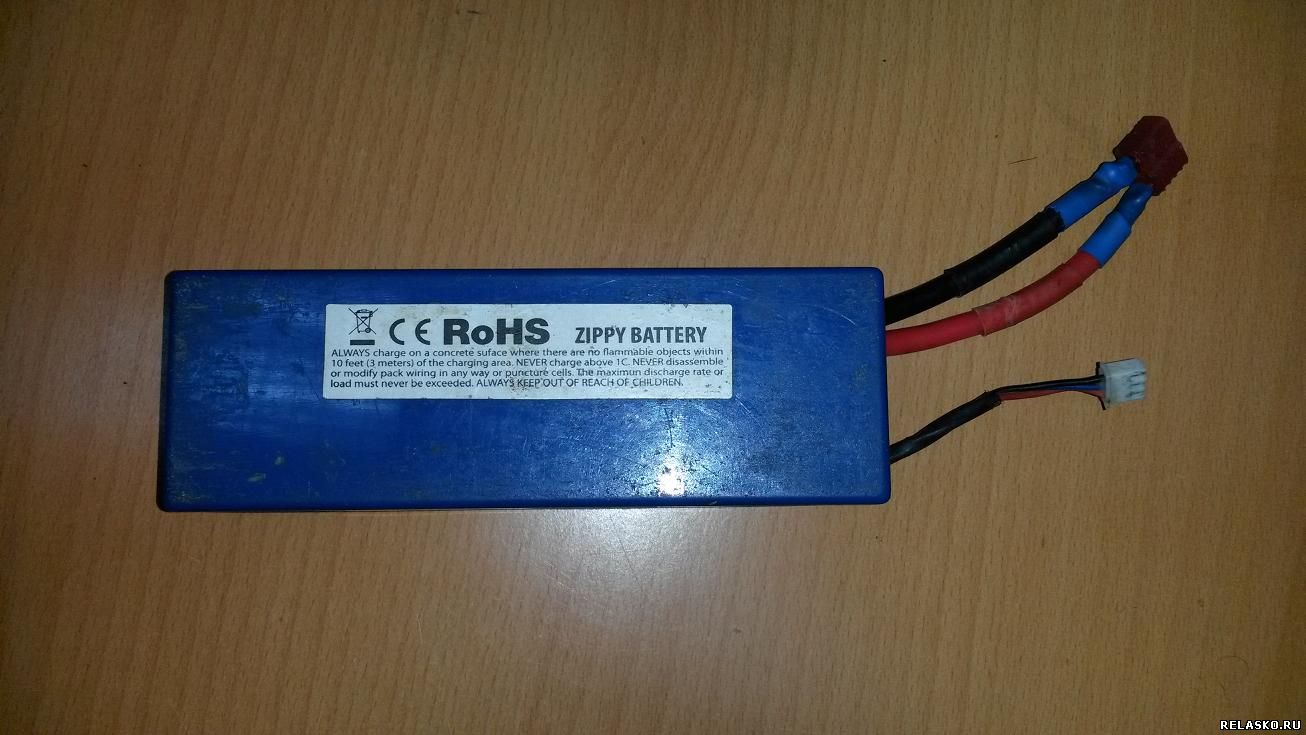 CE RoHS ZIPPY BATTERY
ALWAYS charge on a concrete suface where there are no flammable objects within
10 feet (3 meters) of the charging area. NEVER charge above 1C. NEVER disassemble
or modify pack wiring in any way or puncture cells. The maximun discharge rate or
load must never be exceeded. ALWAYS KEEP OUT OF REACH OF CHILDREN.
RELASKO.RU